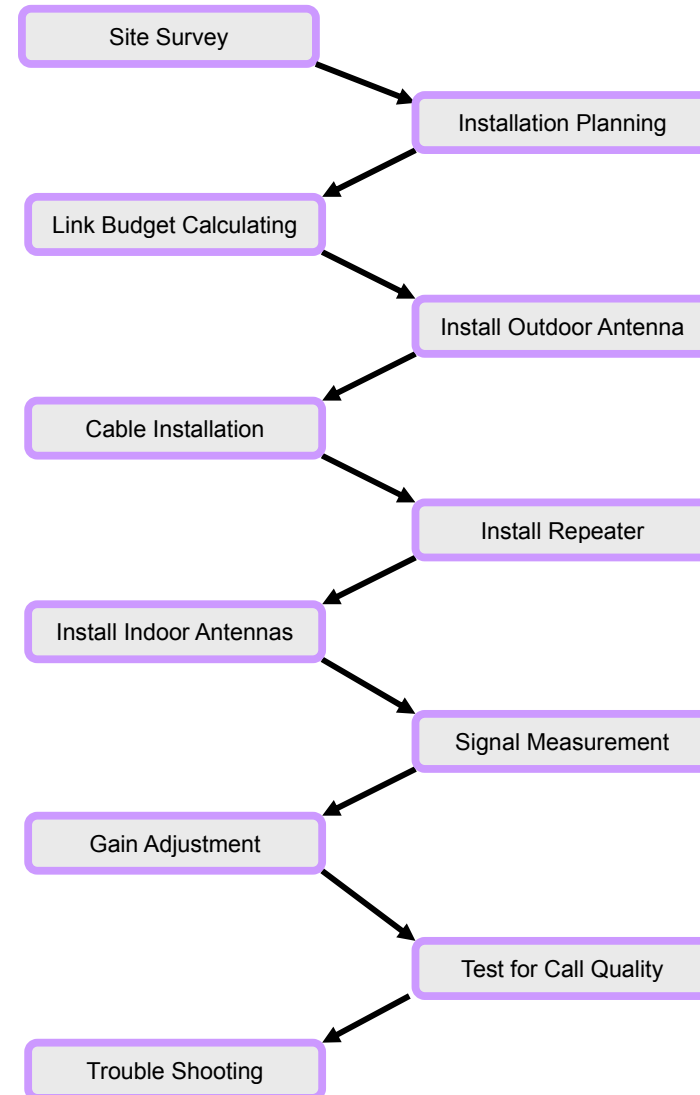 Site Survey
Installation Planning
Link Budget Calculating
Install Outdoor Antenna
Cable Installation
Install Repeater
Install Indoor Antennas
Signal Measurement
Gain Adjustment
Test for Call Quality
Trouble Shooting